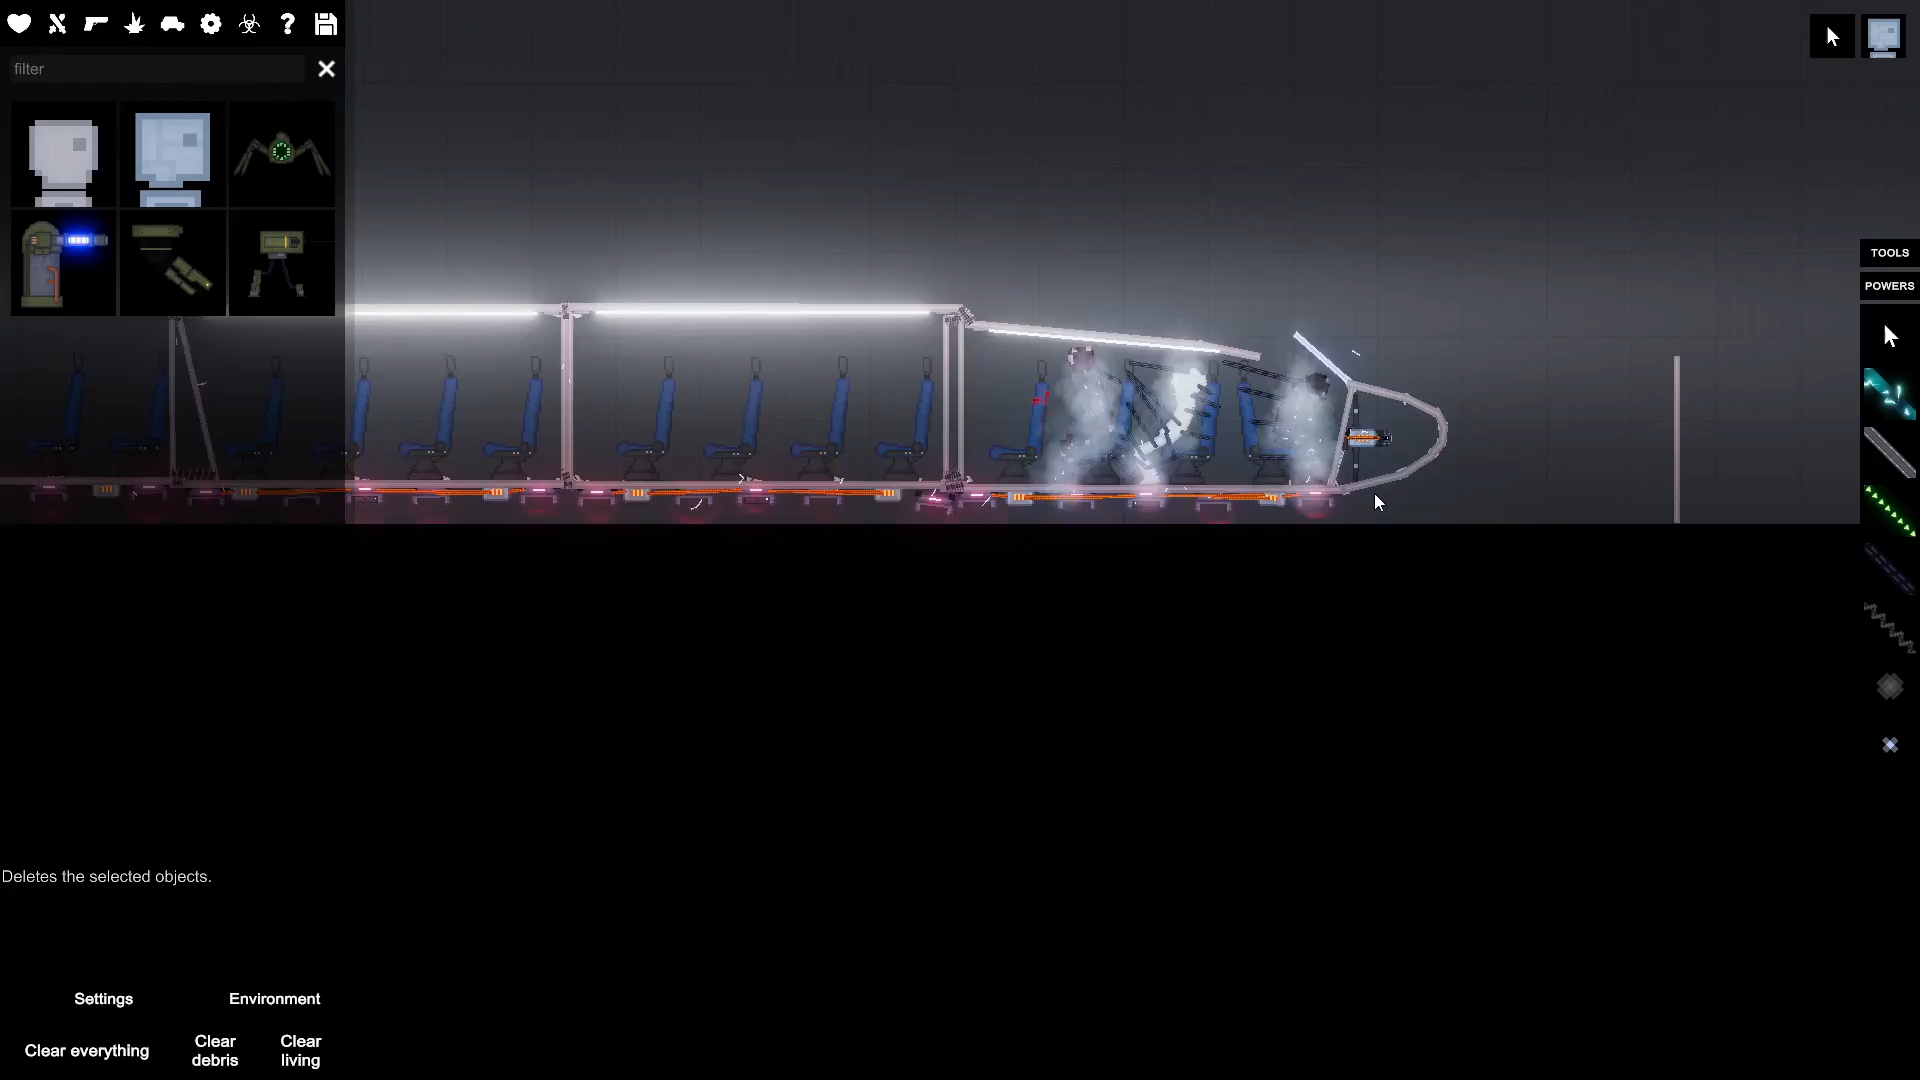 filter
TOOLS
POWERS
Deletes the selected objects.
Settings
Environment
Clear everything
Clear
debris
Clear
living